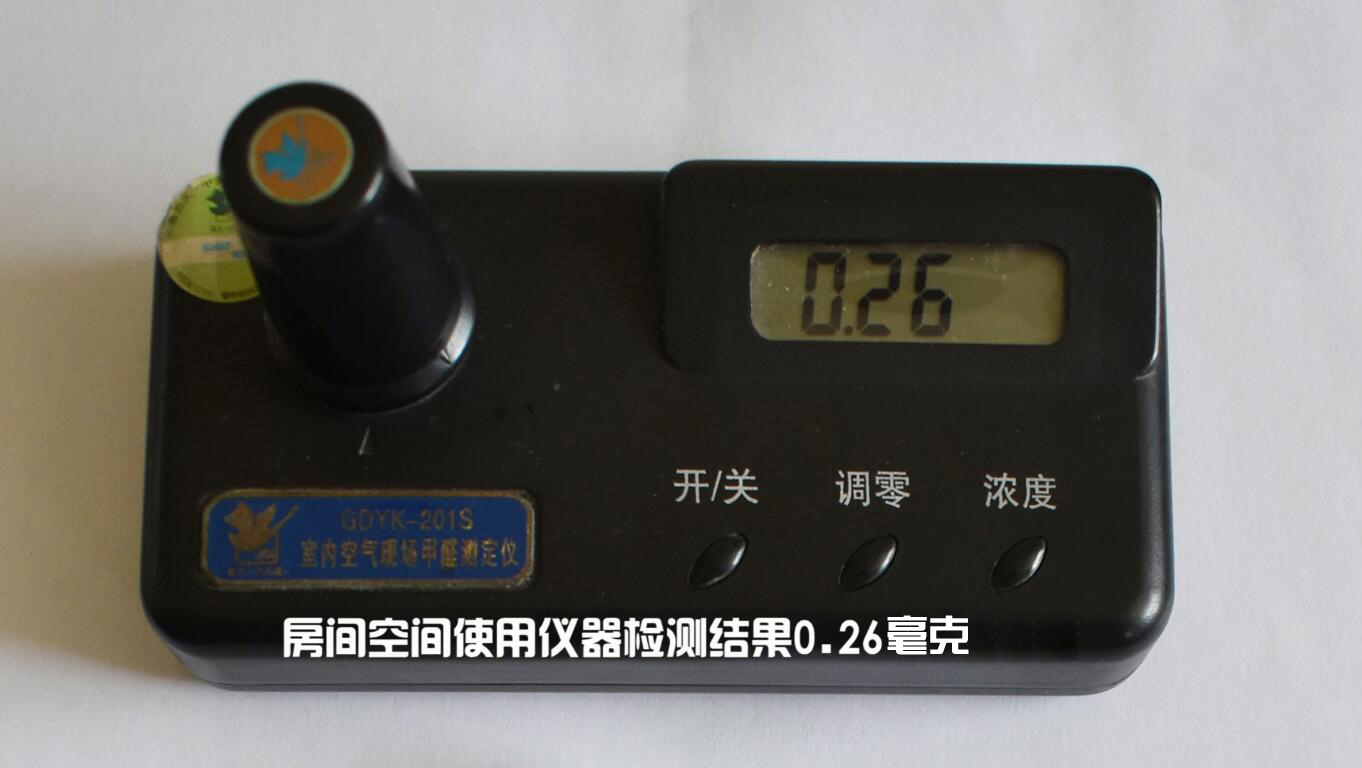 0.26
开/关 调零 浓度
GDYK-201S
室内空气现场甲醛测定仪
房间空间使用仪器检测结果0.26毫克